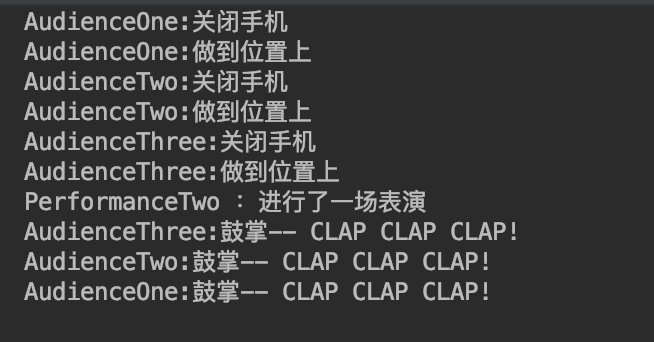 AudienceOne:关闭手机
AudienceOne:做到位置上
AudienceTwo:关闭手机
AudienceTwo:做到位置上
AudienceThree:关闭手机
AudienceThree:做到位置上
PerformanceTwo : 进行了一场表演
AudienceThree:鼓掌-- CLAP CLAP CLAP!
AudienceTwo:鼓掌-- CLAP CLAP CLAP!
AudienceOne:鼓掌-- CLAP CLAP CLAP!